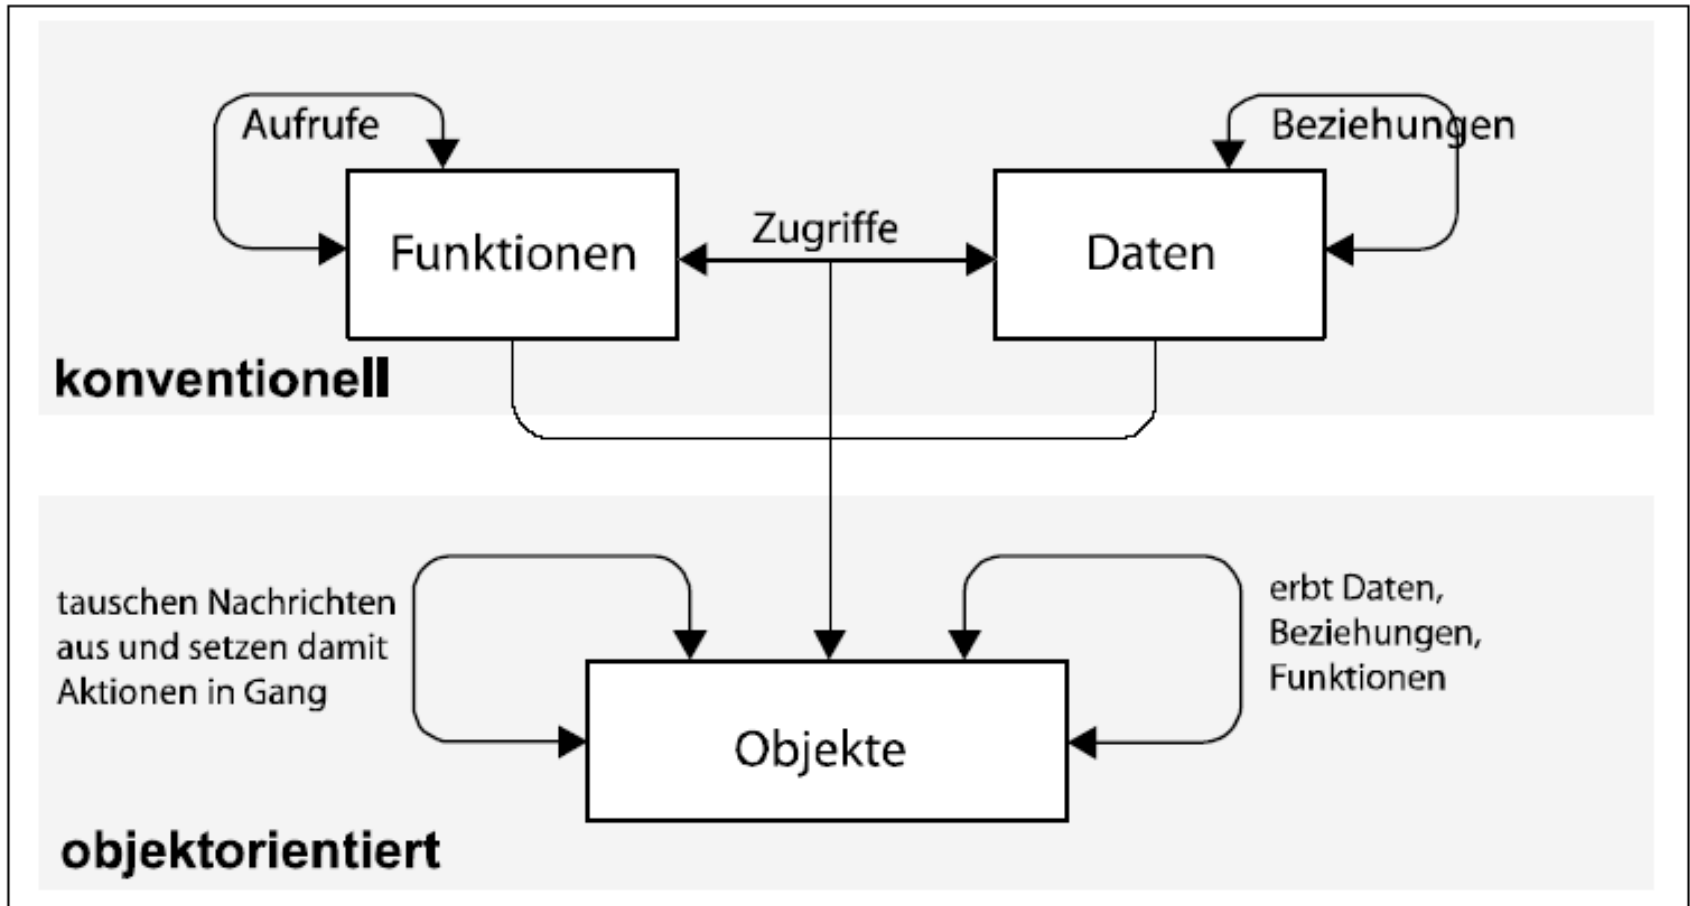 Aufrufe
Beziehungen
Zugriffe
Funktionen
Daten
konventionell
tauschen Nachrichten
aus und setzen damit
Aktionen in Gang
erbt Daten,
Beziehungen,
Funktionen
Objekte
objektorientiert